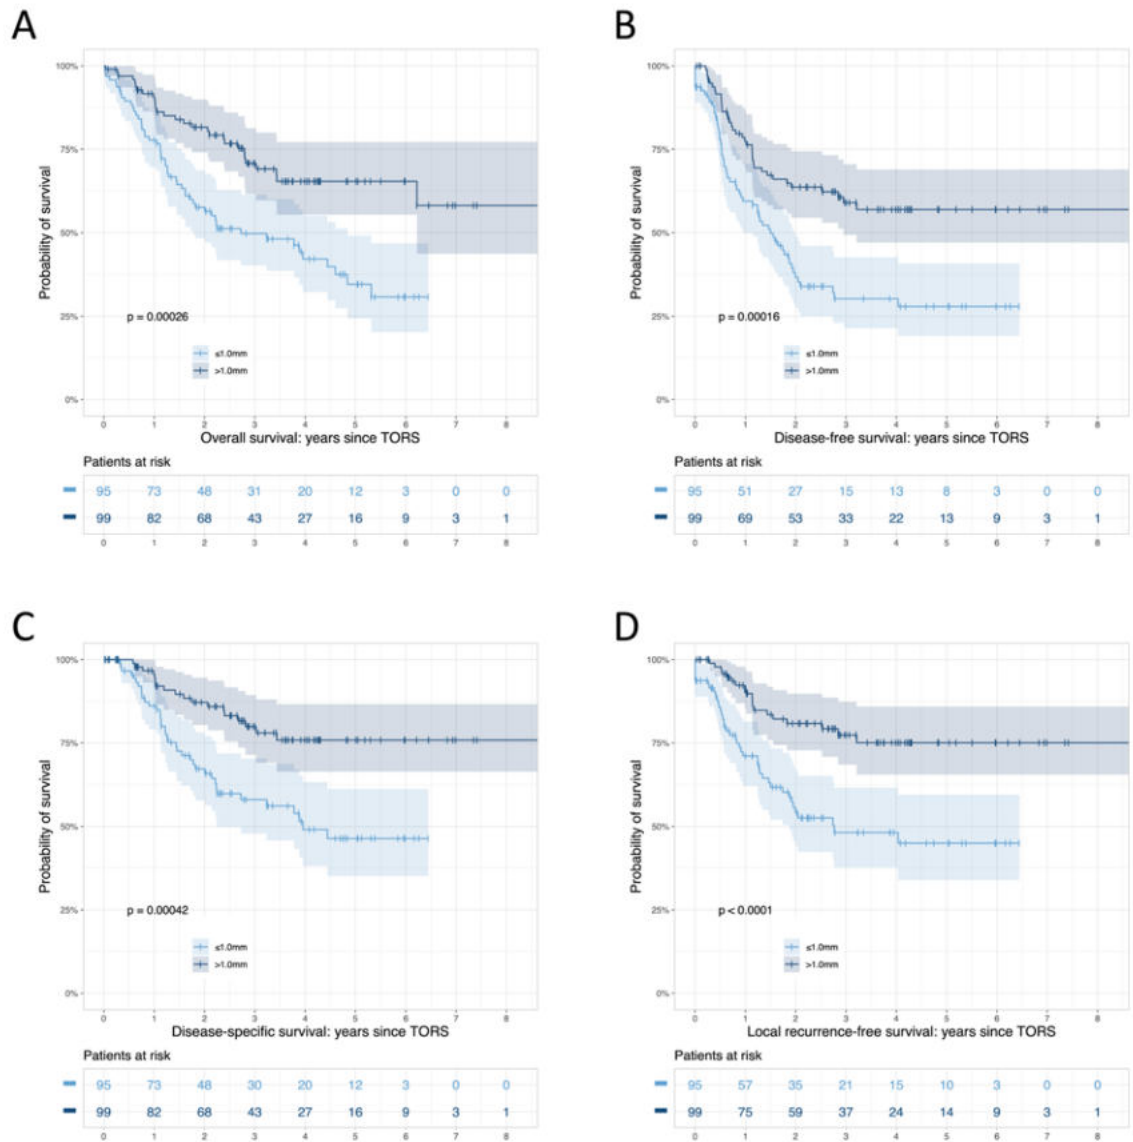 A
100%
75%
50%
25%
0%
Probability of survival
p = 0.00026
≤1.0mm
>1.0mm
0 1 2 3 4 5 6 7 8
Overall survival: years since TORS
Patients at risk
95 73 48 31 20 12 3 0 0
99 82 68 43 27 16 9 3 1
0 1 2 3 4 5 6 7 8
B
100%
75%
50%
25%
0%
Probability of survival
p = 0.00016
≤1.0mm
>1.0mm
0 1 2 3 4 5 6 7 8
Disease-free survival: years since TORS
Patients at risk
95 51 27 15 13 8 3 0 0
99 69 53 33 22 13 9 3 1
0 1 2 3 4 5 6 7 8
C
100%
75%
50%
25%
0%
Probability of survival
p = 0.00042
≤1.0mm
>1.0mm
0 1 2 3 4 5 6 7 8
Disease-specific survival: years since TORS
Patients at risk
95 73 48 30 20 12 3 0 0
99 82 68 43 27 16 9 3 1
0 1 2 3 4 5 6 7 8
D
100%
75%
50%
25%
0%
Probability of survival
p < 0.0001
≤1.0mm
>1.0mm
0 1 2 3 4 5 6 7 8
Local recurrence-free survival: years since TORS
Patients at risk
95 57 35 21 15 10 3 0 0
99 75 59 37 24 14 9 3 1
0 1 2 3 4 5 6 7 8